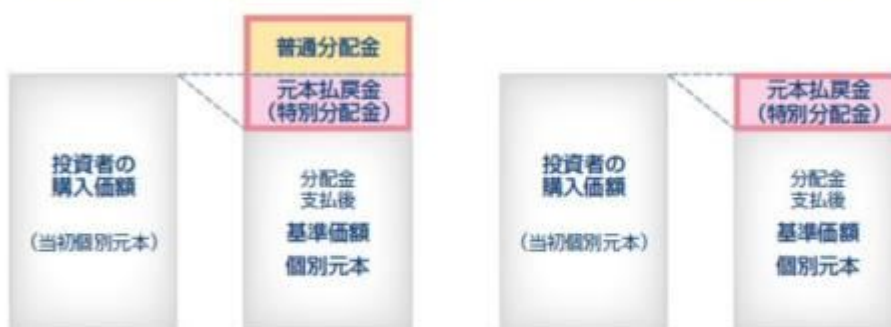 普通分配金
元本払戻金
(特別分配金)
投資者の
購入価額
(当初個別元本)
分配金
支払後
基準価額
個別元本
元本払戻金
(特別分配金)
投資者の
購入価額
(当初個別元本)
分配金
支払後
基準価額
個別元本